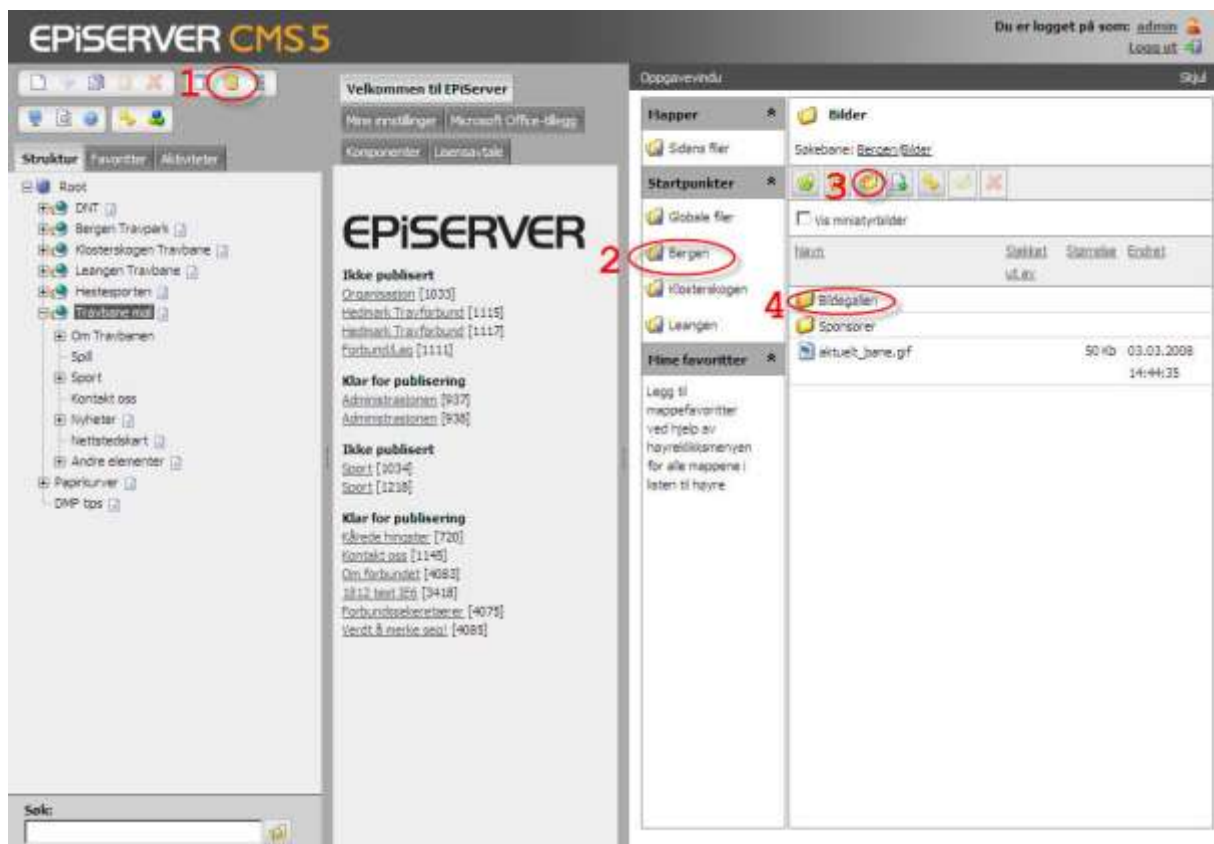 EPiSERVER CMS 5
Du er logget på som: admin
Logg ut
1
Struktur Favoritter Aktiviteter
Root
DNT
Bergen Travpark
Klosterskogen Travbane
Leangen Travbane
Hestesporten
Travbane mal
Om Travbanen
Spill
Sport
Kontakt oss
Nyheter
Nettstedskart
Andre elementer
Papirkurver
DMP tips
Søk:
Velkommen til EPiServer
Mine innstillinger Microsoft Office-tillegg
Komponenter Lisensavtale
EPiSERVER
Ikke publisert
Organisasjon [1033]
Hedmark Travforbund [1115]
Hedmark Travforbund [1117]
Forbund/Lag [1111]
Klar for publisering
Administrasjonen [937]
Administrasjonen [938]
Ikke publisert
Sport [1034]
Sport [1218]
Klar for publisering
Kårede hingster [720]
Kontakt oss [1145]
Om forbundet [4083]
1812 test IE6 [3418]
Forbundssekretærer [4075]
Verdt å merke seg! [4085]
Oppgavevindu Skjul
Mapper
Sidens filer
Startpunkter
Globale filer
2 Bergen
Klosterskogen
Leangen
Mine favoritter
Legg til
mappefavoritter
ved hjelp av
høyreklikksmenyen
for alle mappene i
listen til høyre
Bilder
Søkebane: Bergen/Bilder
3
Vis miniatyrbilder
Navn Sjekket Størrelse Endret
ut av
4 Bildegalleri
Sponsorer
aktuelt_bane.gif 50 Kb 03.03.2008
14:44:35